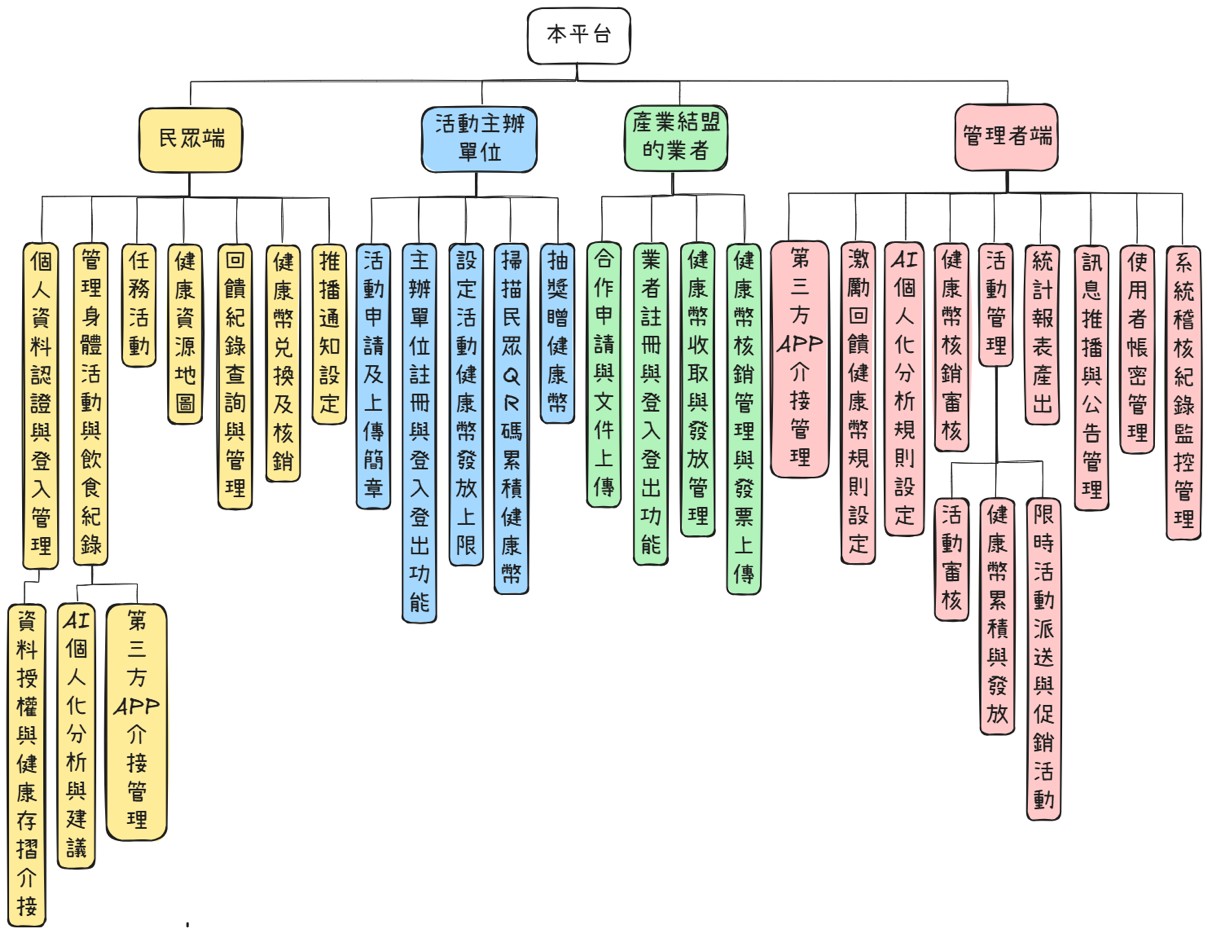 本平台
民眾端
活動主辦
單位
產業結盟
的業者
管理者端
個人資料認證與登入管理
管理身體活動與飲食紀錄
任務活動
健康資源地圖
回饋紀錄查詢與管理
健康幣兌換及核銷
推播通知設定
活動申請及上傳簡章
主辦單位註冊與登入登出功能
設定活動健康幣發放上限
掃描民眾QR碼累積健康幣
抽獎贈健康幣
合作申請與文件上傳
業者註冊與登入登出功能
健康幣收取與發放管理
健康幣核銷管理與發票上傳
第三方APP介接管理
激勵回饋健康幣規則設定
AI個人化分析規則設定
健康幣核銷審核
活動管理
統計報表產出
訊息推播與公告管理
使用者帳密管理
系統稽核紀錄監控管理
資料授權與健康存摺介接
AI個人化分析與建議
第三方APP介接管理
活動審核
健康幣累積與發放
限時活動派送與促銷活動